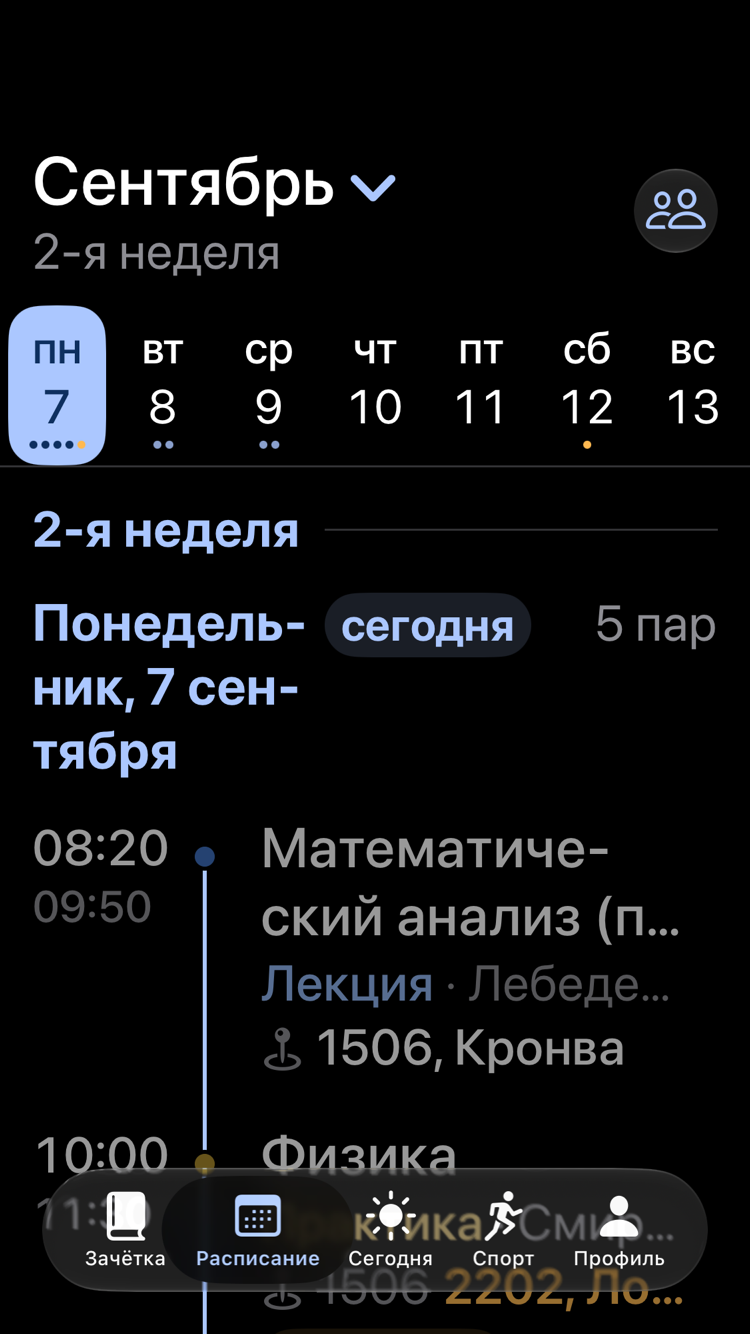 Сентябрь
2-я неделя
пн вт ср чт пт сб вс
7 8 9 10 11 12 13
2-я неделя
Понедель- сегодня 5 пар
ник, 7 сен-
тября
08:20 Математиче-
09:50 ский анализ (п...
Лекция · Лебеде...
1506, Кронва
10:00 Физика
Смир...
1506 2202, Ло...
Зачётка Расписание Сегодня Спорт Профиль